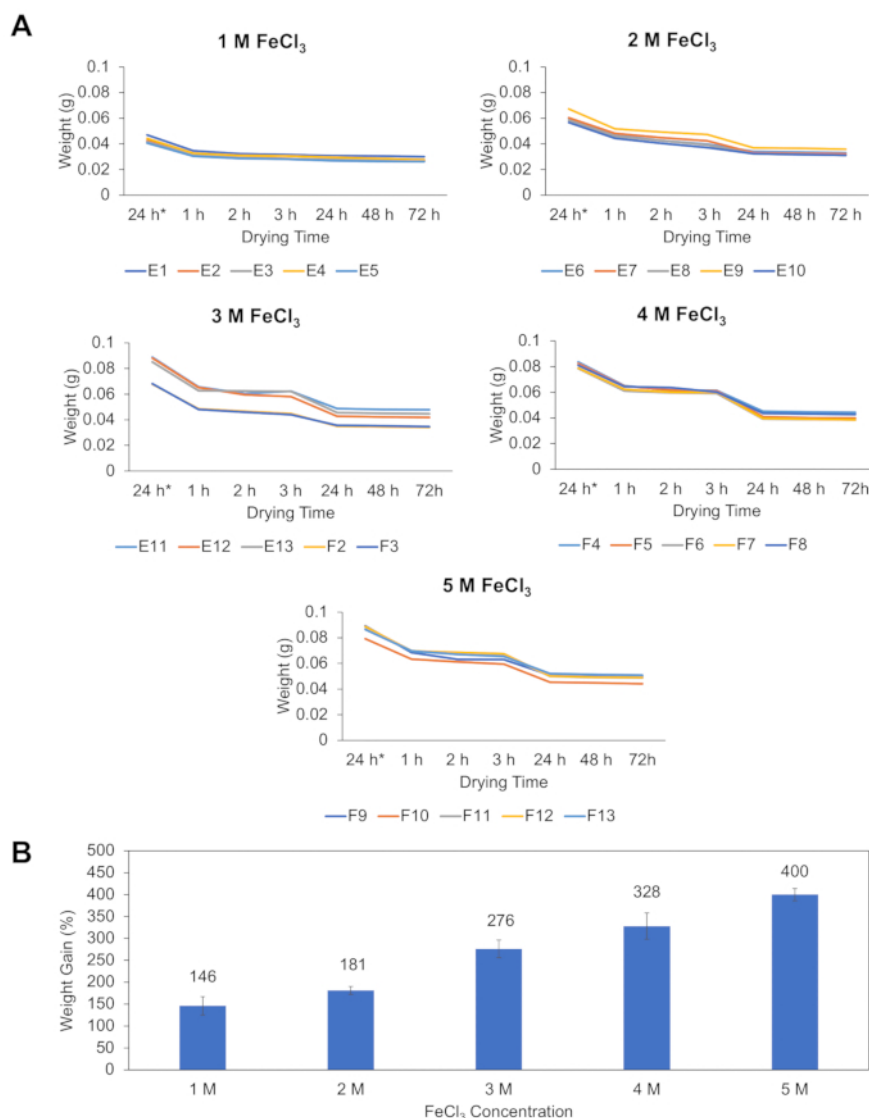 A
1 M FeCl₃
Weight (g)
0.1
0.08
0.06
0.04
0.02
0
24 h* 1 h 2 h 3 h 24 h 48 h 72 h
Drying Time
E1 E2 E3 E4 E5
2 M FeCl₃
Weight (g)
0.1
0.08
0.06
0.04
0.02
0
24 h* 1 h 2 h 3 h 24 h 48 h 72 h
Drying Time
E6 E7 E8 E9 E10
3 M FeCl₃
Weight (g)
0.1
0.08
0.06
0.04
0.02
0
24 h* 1 h 2 h 3 h 24 h 48 h 72h
Drying Time
E11 E12 E13 F2 F3
4 M FeCl₃
Weight (g)
0.1
0.08
0.06
0.04
0.02
0
24 h* 1 h 2 h 3 h 24 h 48 h 72h
Drying Time
F4 F5 F6 F7 F8
5 M FeCl₃
Weight (g)
0.1
0.08
0.06
0.04
0.02
0
24 h* 1 h 2 h 3 h 24 h 48 h 72h
Drying Time
F9 F10 F11 F12 F13
B
Weight Gain (%)
500
450
400
350
300
250
200
150
100
50
0
146 181 276 328 400
1 M 2 M 3 M 4 M 5 M
FeCl₃ Concentration